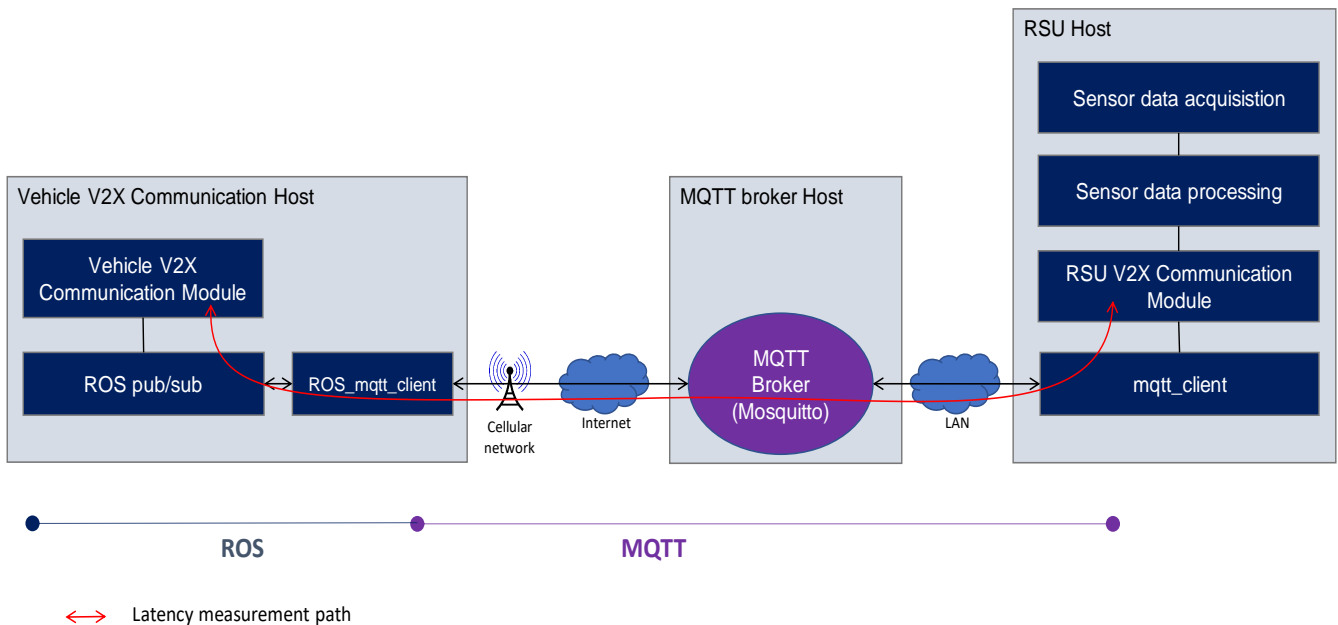 RSU Host
Sensor data acquisistion
Sensor data processing
RSU V2X Communication
Module
mqtt_client
Vehicle V2X Communication Host
Vehicle V2X
Communication Module
ROS pub/sub
ROS_mqtt_client
Cellular
network
Internet
MQTT broker Host
MQTT
Broker
(Mosquitto)
LAN
ROS
MQTT
Latency measurement path